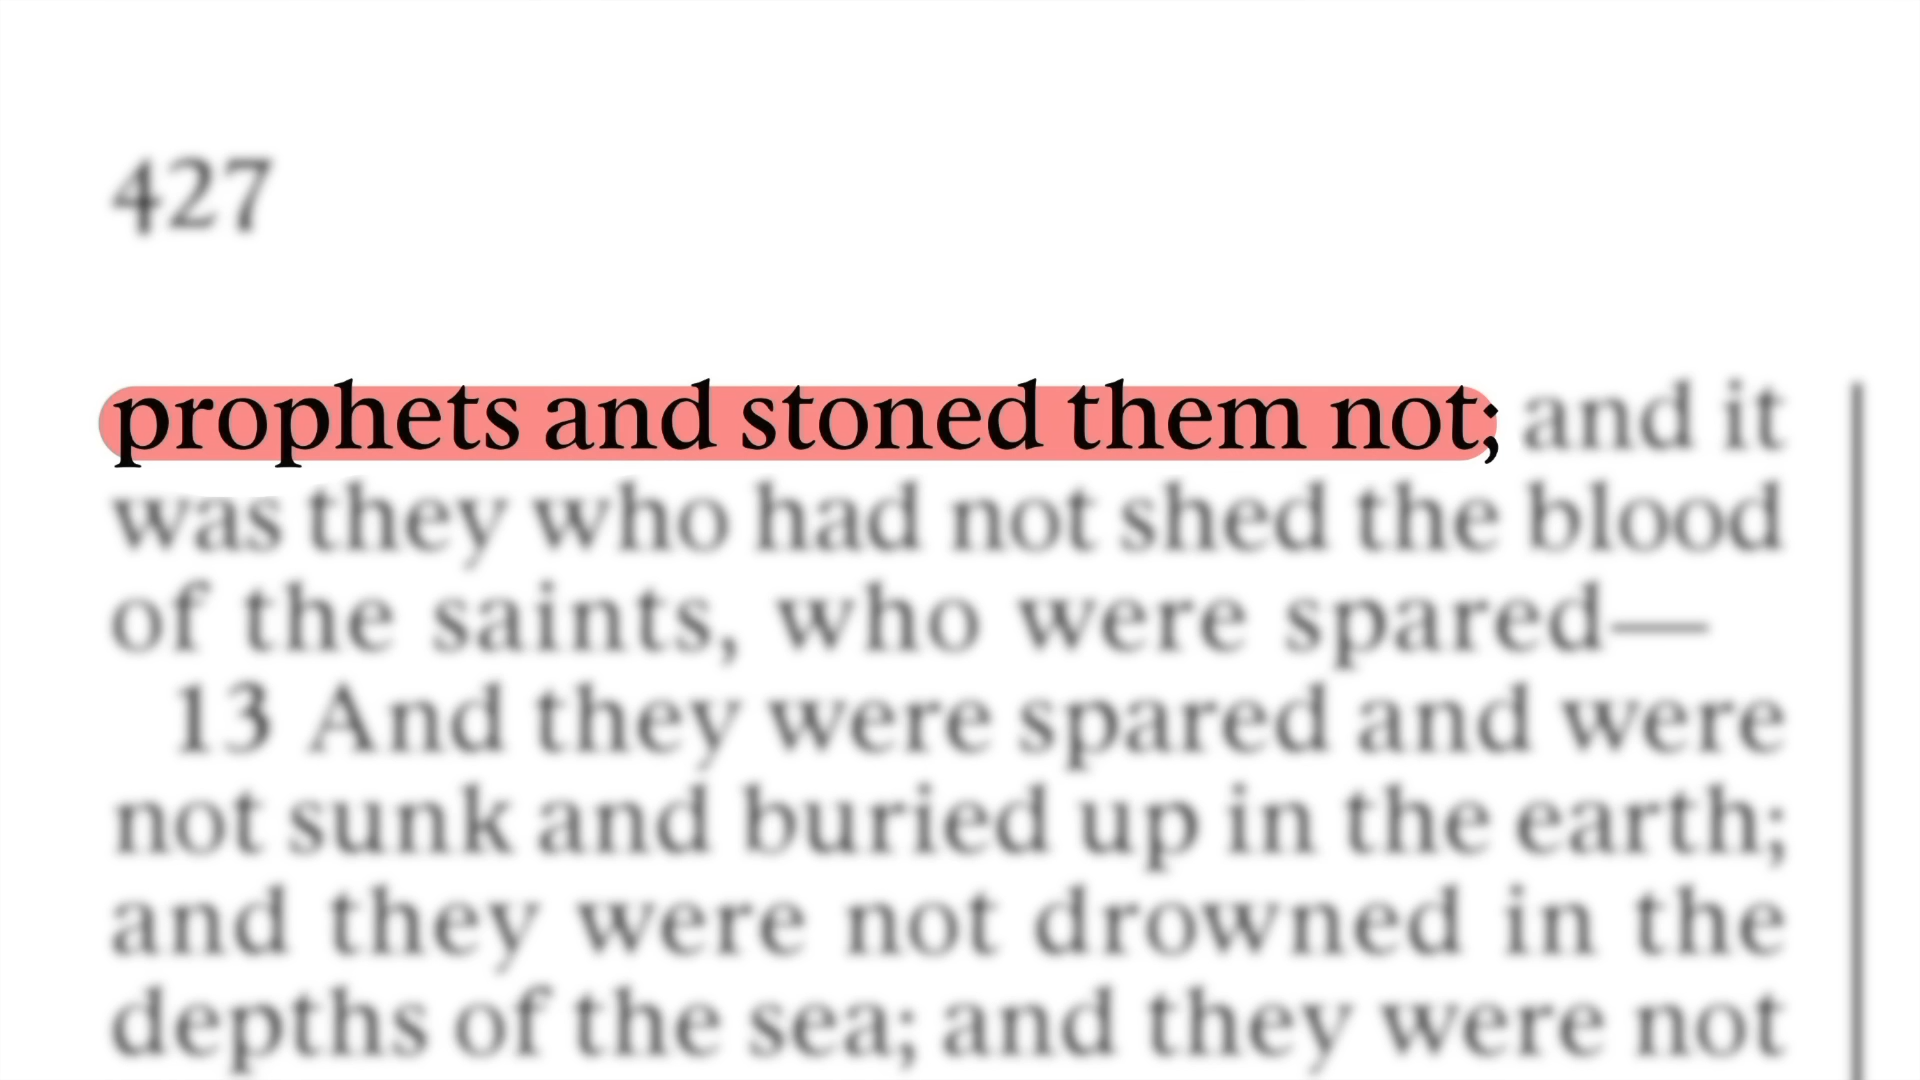 427
prophets and stoned them not; and it
was they who had not shed the blood
of the saints, who were spared—
13 And they were spared and were
not sunk and buried up in the earth;
and they were not drowned in the
depths of the sea; and they were not